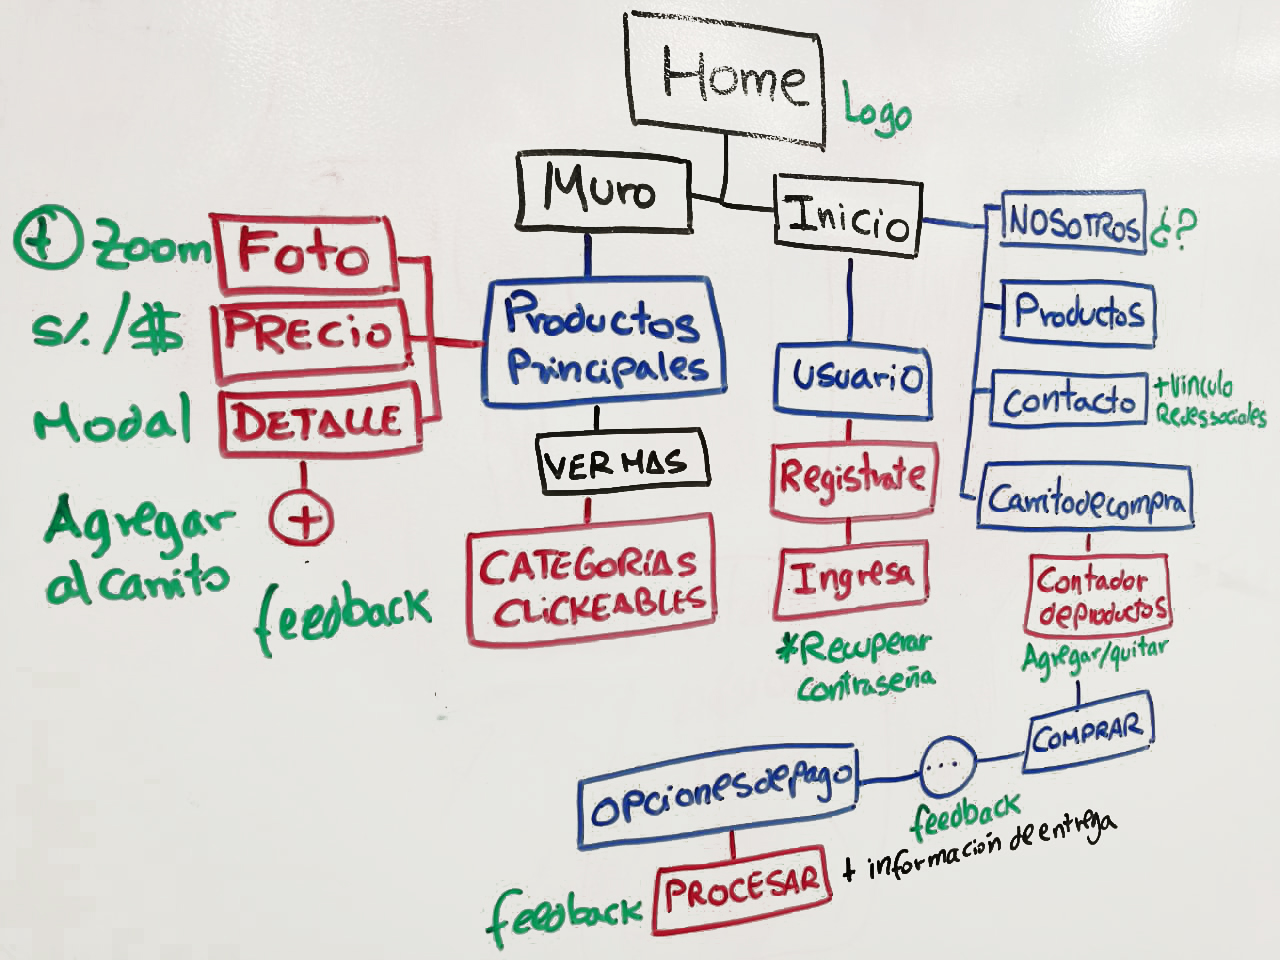 Home
Logo
Muro
Inicio
NOSOTROS ¿?
Productos
Contacto
+ Vinculo
Redes sociales
Carrito de compra
Contador
de productos
Agregar/quitar
COMPRAR
...
feedback
+ información de entrega
Opciones de pago
PROCESAR
feedback
Usuario
Registrate
Ingresa
*Recuperar
contraseña
Productos
Principales
VER MAS
CATEGORÍAS
CLICKEABLES
+ Zoom
FOTO
S/. /$
PRECIO
Modal
DETALLE
+
Agregar
al Carrito
feedback